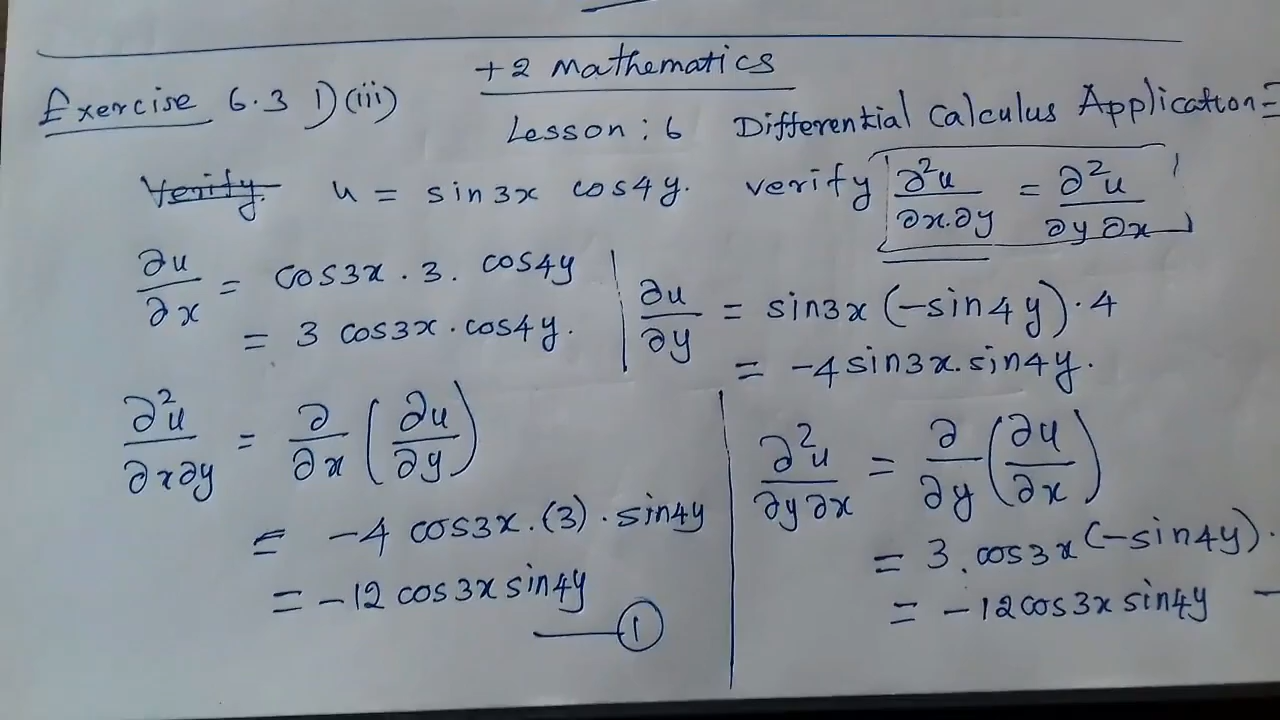 +2 Mathematics
Exercise 6.3 1)(iii)
Lesson : 6 Differential Calculus Application=
Verify. u = sin3x cos4y. verify ∂²u/∂x.∂y = ∂²u/∂y∂x
∂u/∂x = cos3x . 3 . cos4y
= 3 cos3x . cos4y.
∂u/∂y = sin3x (-sin4y) . 4
= -4 sin3x . sin4y.
∂²u/∂x∂y = ∂/∂x (∂u/∂y)
= -4 cos3x . (3) . sin4y
= -12 cos3x sin4y
——— ①
∂²u/∂y∂x = ∂/∂y (∂u/∂x)
= 3 . cos3x (-sin4y) .
= -12 cos3x sin4y —